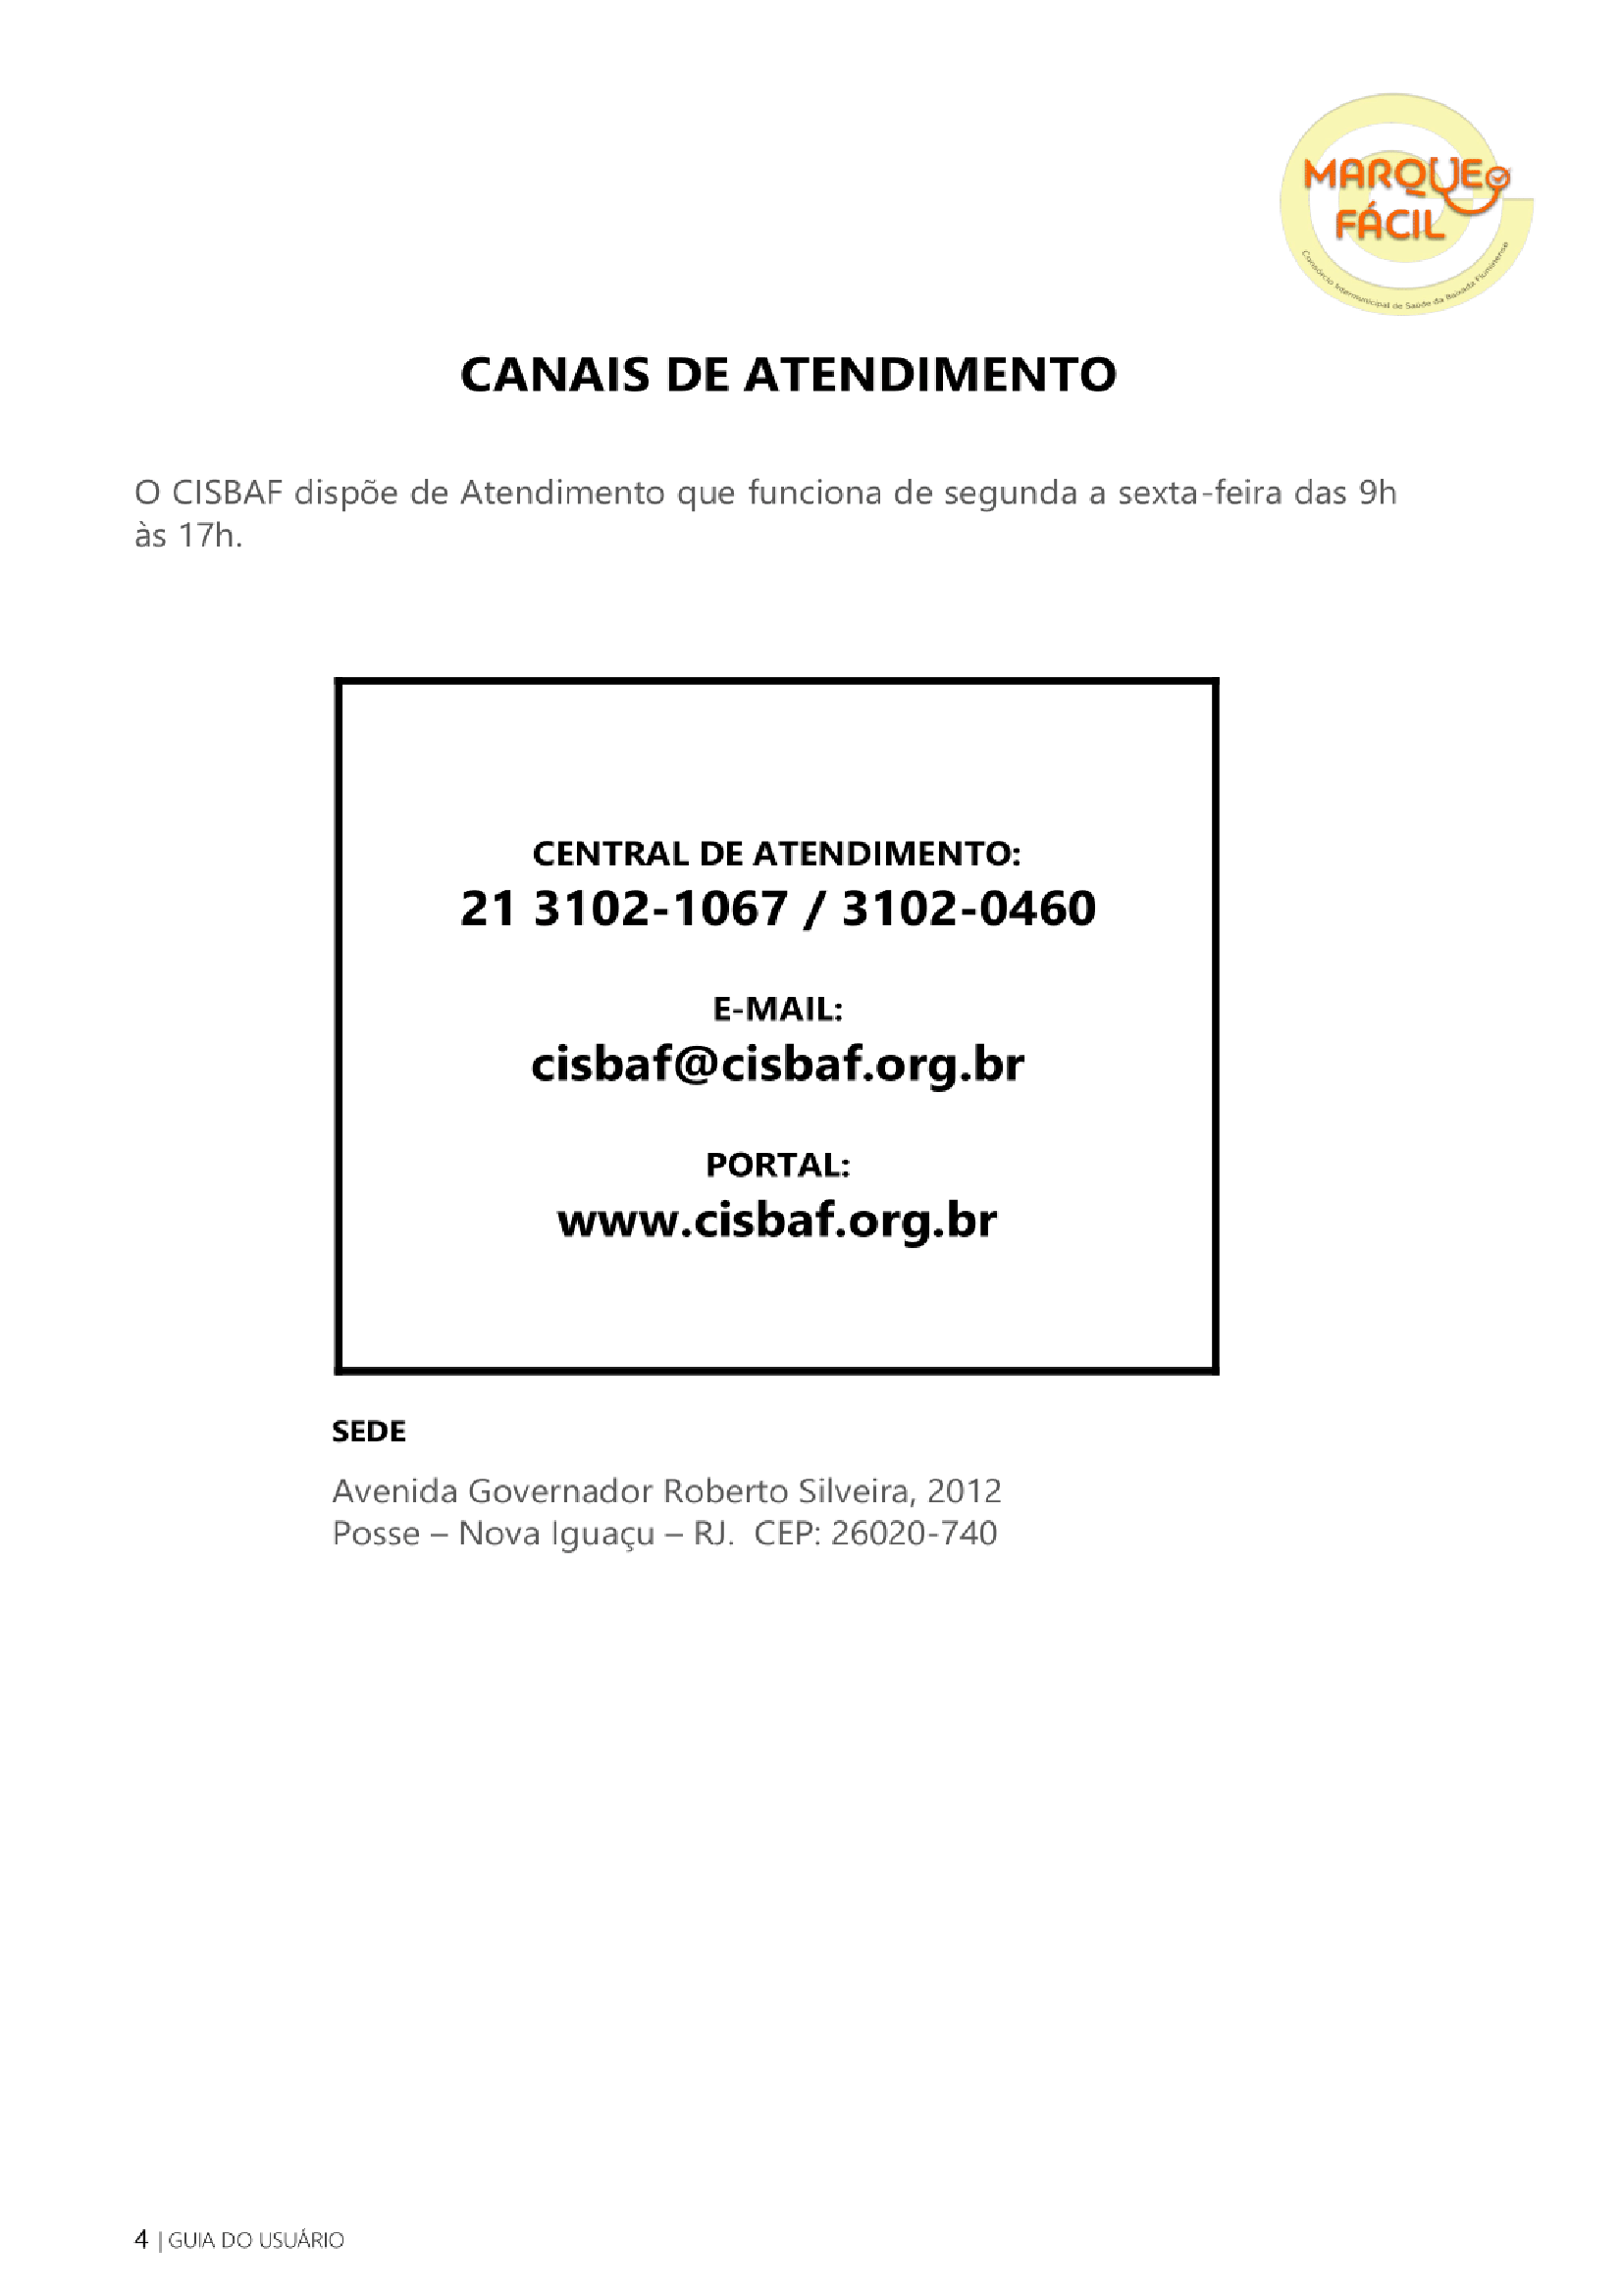 MARQUE
FÁCIL
Consórcio Intermunicipal de Saúde da Baixada Fluminense
CANAIS DE ATENDIMENTO
O CISBAF dispõe de Atendimento que funciona de segunda a sexta-feira das 9h
às 17h.
CENTRAL DE ATENDIMENTO:
21 3102-1067 / 3102-0460
E-MAIL:
cisbaf@cisbaf.org.br
PORTAL:
www.cisbaf.org.br
SEDE
Avenida Governador Roberto Silveira, 2012
Posse – Nova Iguaçu – RJ. CEP: 26020-740
4 | GUIA DO USUÁRIO